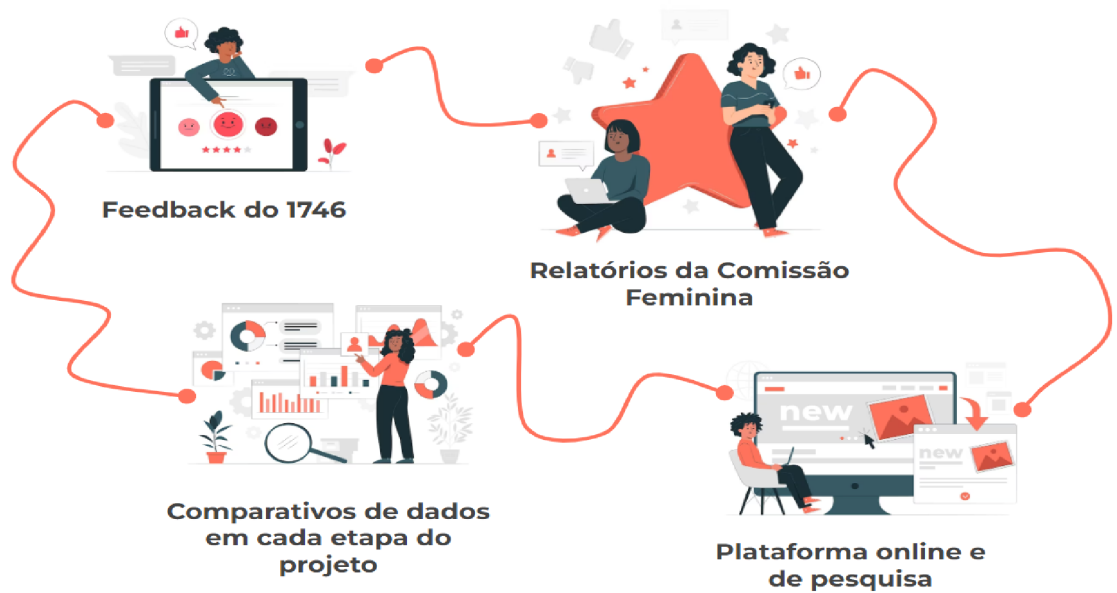 Feedback do 1746
Relatórios da Comissão
Feminina
Comparativos de dados
em cada etapa do
projeto
new
new
Plataforma online e
de pesquisa